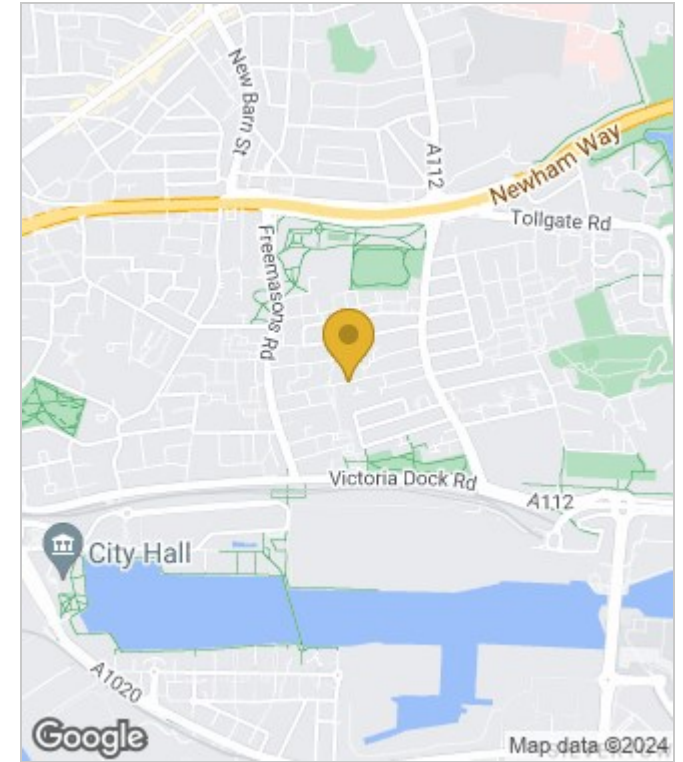 New Barn St
A112
Newham Way
Tollgate Rd
Freemasons Rd
Victoria Dock Rd
A112
City Hall
A1020
Google
Map data ©2024